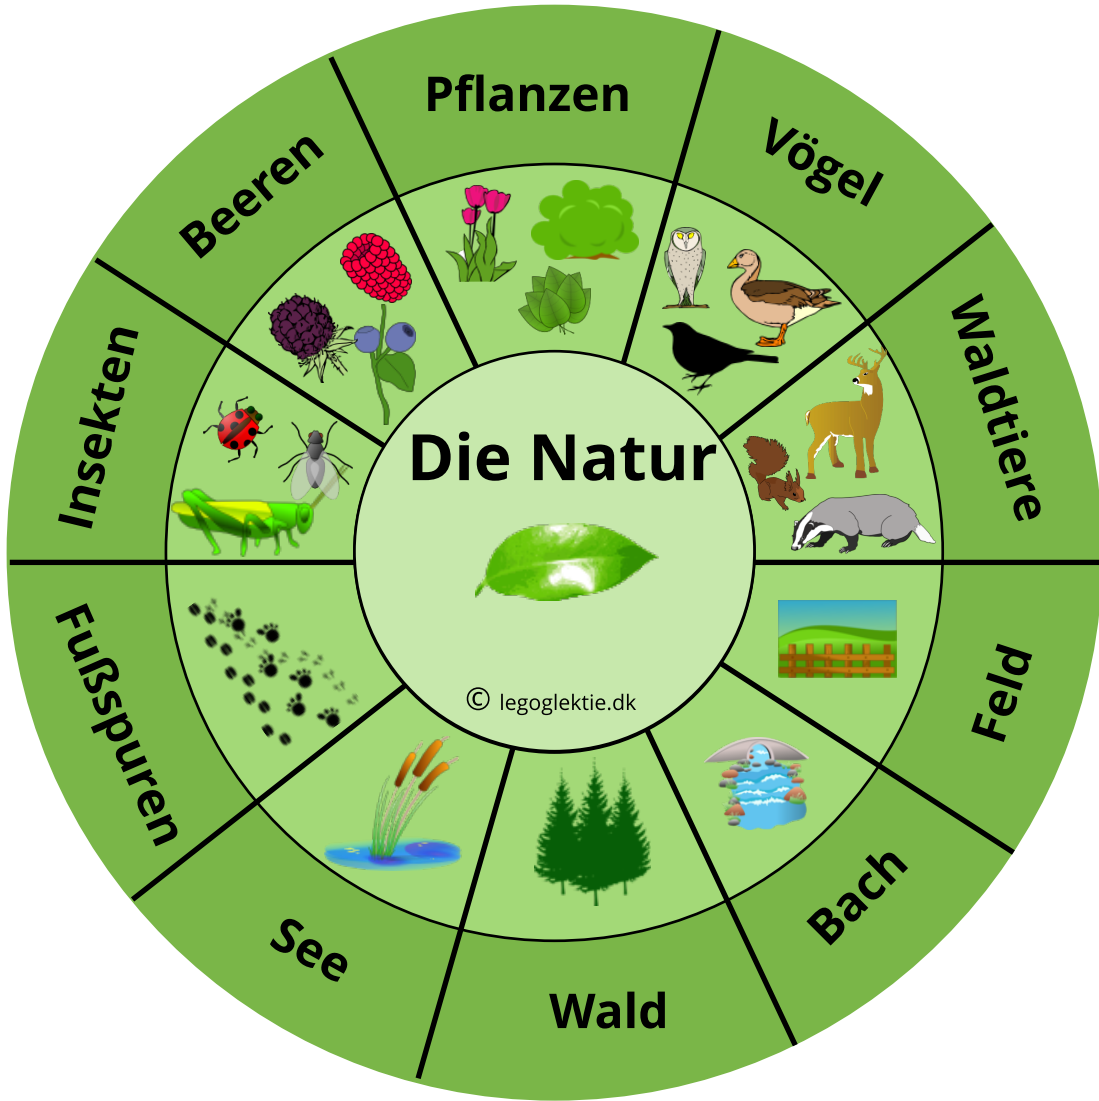 Pflanzen
Vögel
Waldtiere
Feld
Bach
Wald
See
Fußspuren
Insekten
Beeren
Die Natur
© legoglektie.dk